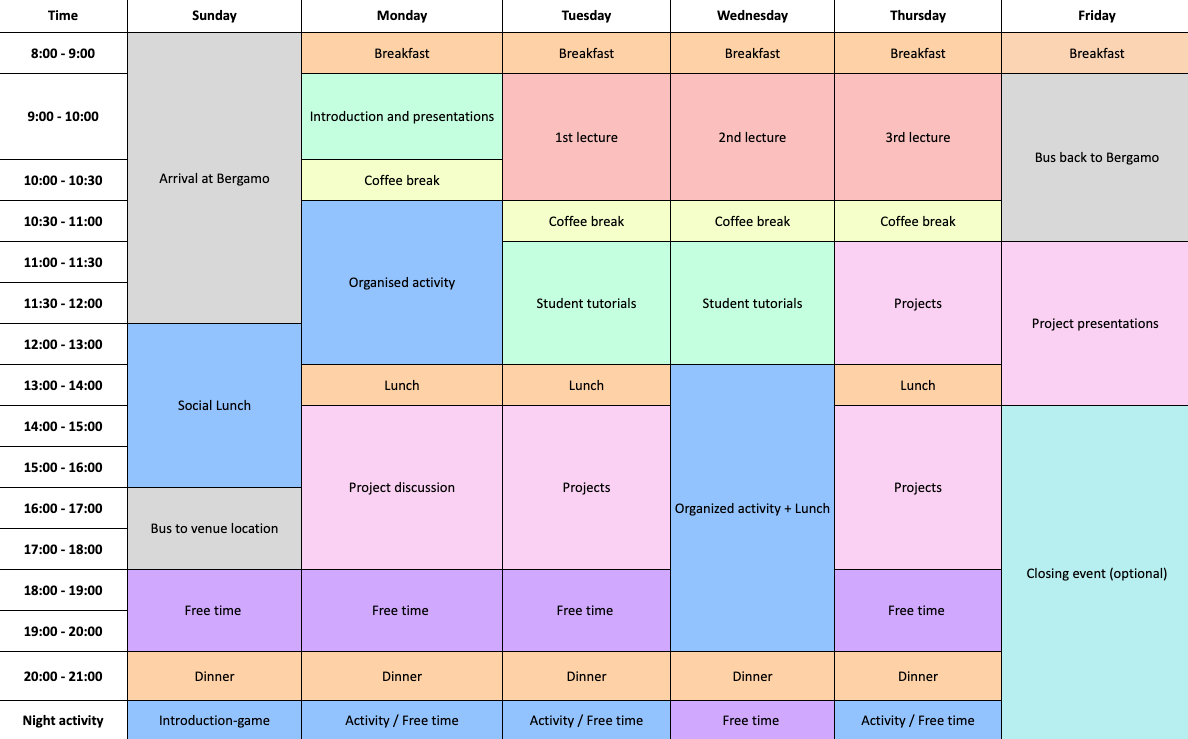 Time Sunday Monday Tuesday Wednesday Thursday Friday
8:00 - 9:00 Breakfast Breakfast Breakfast Breakfast Breakfast
9:00 - 10:00 Introduction and presentations
1st lecture 2nd lecture 3rd lecture
Bus back to Bergamo
10:00 - 10:30 Arrival at Bergamo Coffee break
10:30 - 11:00 Coffee break Coffee break Coffee break
11:00 - 11:30
Organised activity
11:30 - 12:00 Student tutorials Student tutorials Projects
Project presentations
12:00 - 13:00
13:00 - 14:00 Lunch Lunch Lunch
Social Lunch
14:00 - 15:00
15:00 - 16:00
Project discussion Projects Projects
16:00 - 17:00 Organized activity + Lunch
Bus to venue location
17:00 - 18:00
Closing event (optional)
18:00 - 19:00
Free time Free time Free time Free time
19:00 - 20:00
20:00 - 21:00 Dinner Dinner Dinner Dinner Dinner
Night activity Introduction-game Activity / Free time Activity / Free time Free time Activity / Free time